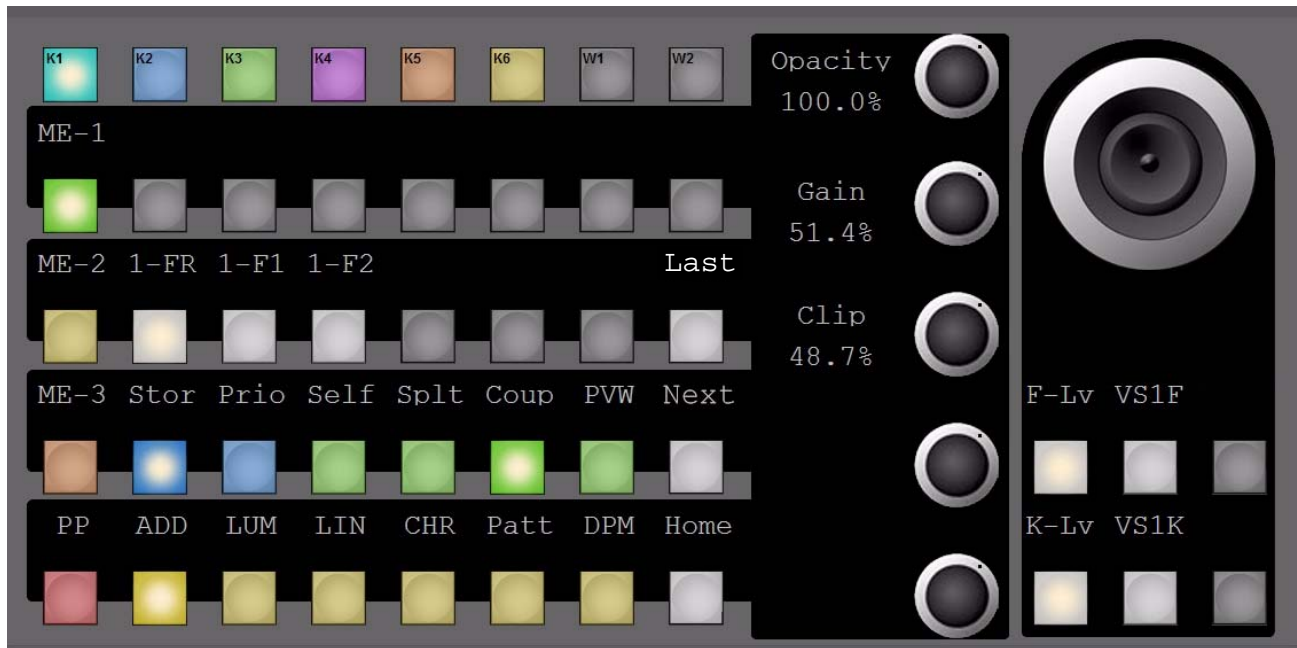 K1 K2 K3 K4 K5 K6 W1 W2
Opacity
100.0%
ME-1
Gain
51.4%
ME-2 1-FR 1-F1 1-F2 Last
Clip
48.7%
ME-3 Stor Prio Self Splt Coup PVW Next
F-Lv VS1F
PP ADD LUM LIN CHR Patt DPM Home
K-Lv VS1K